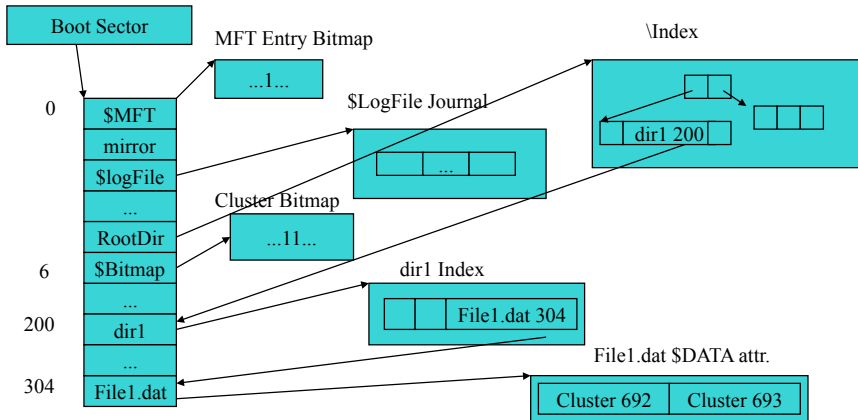 Boot Sector
MFT Entry Bitmap
\Index
...1...
0
$MFT
$LogFile Journal
mirror
dir1 200
$logFile
...
...
Cluster Bitmap
RootDir
...11...
6
$Bitmap
dir1 Index
...
200
dir1
File1.dat 304
...
File1.dat $DATA attr.
304
File1.dat
Cluster 692
Cluster 693